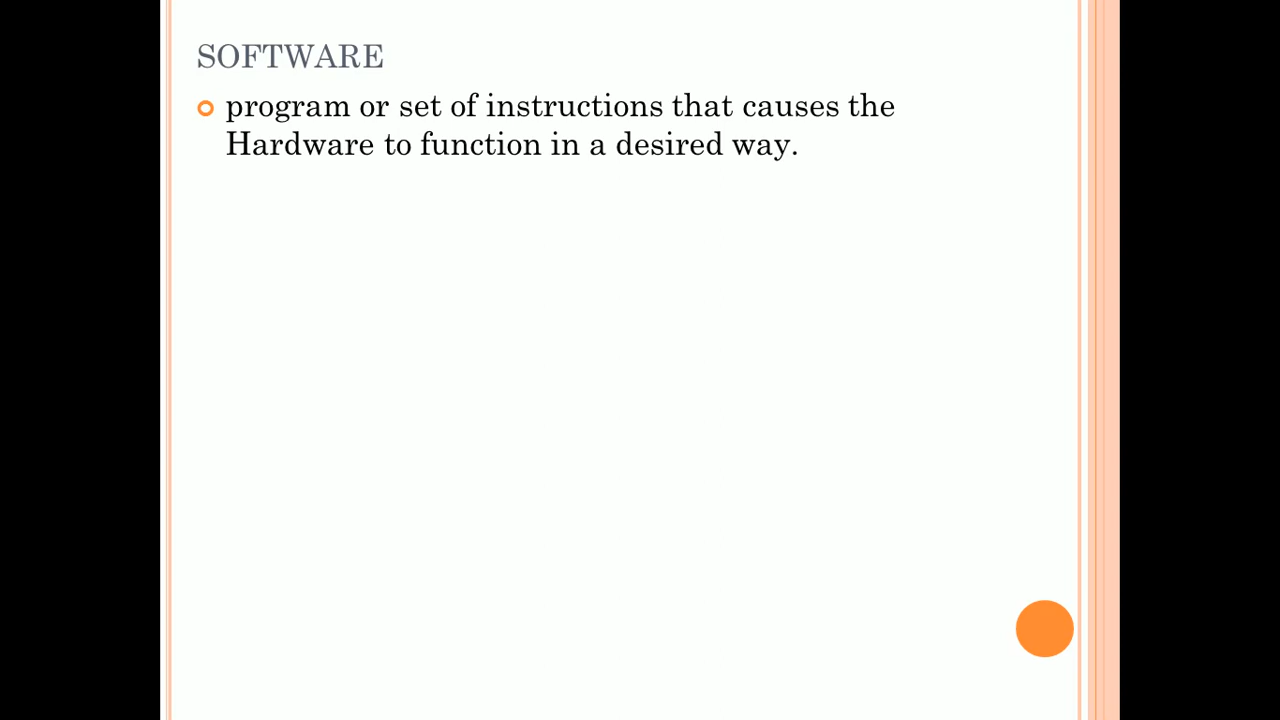 SOFTWARE
program or set of instructions that causes the
Hardware to function in a desired way.